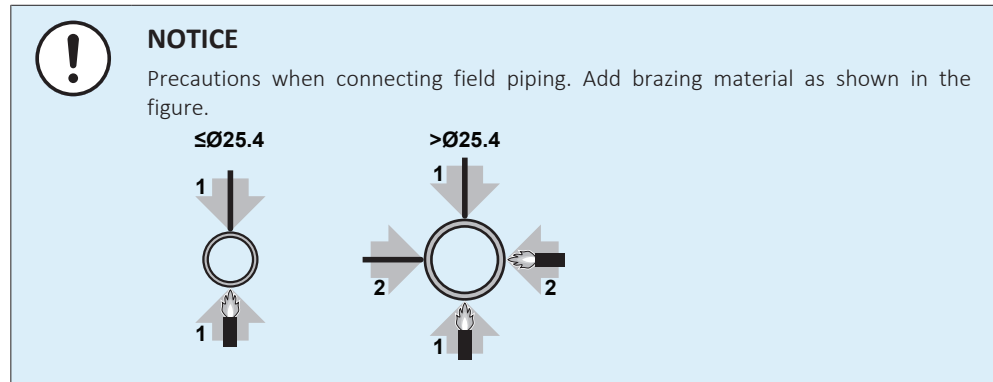 NOTICE
Precautions when connecting field piping. Add brazing material as shown in the
figure.
≤Ø25.4
>Ø25.4
1
1
2
2
1
1